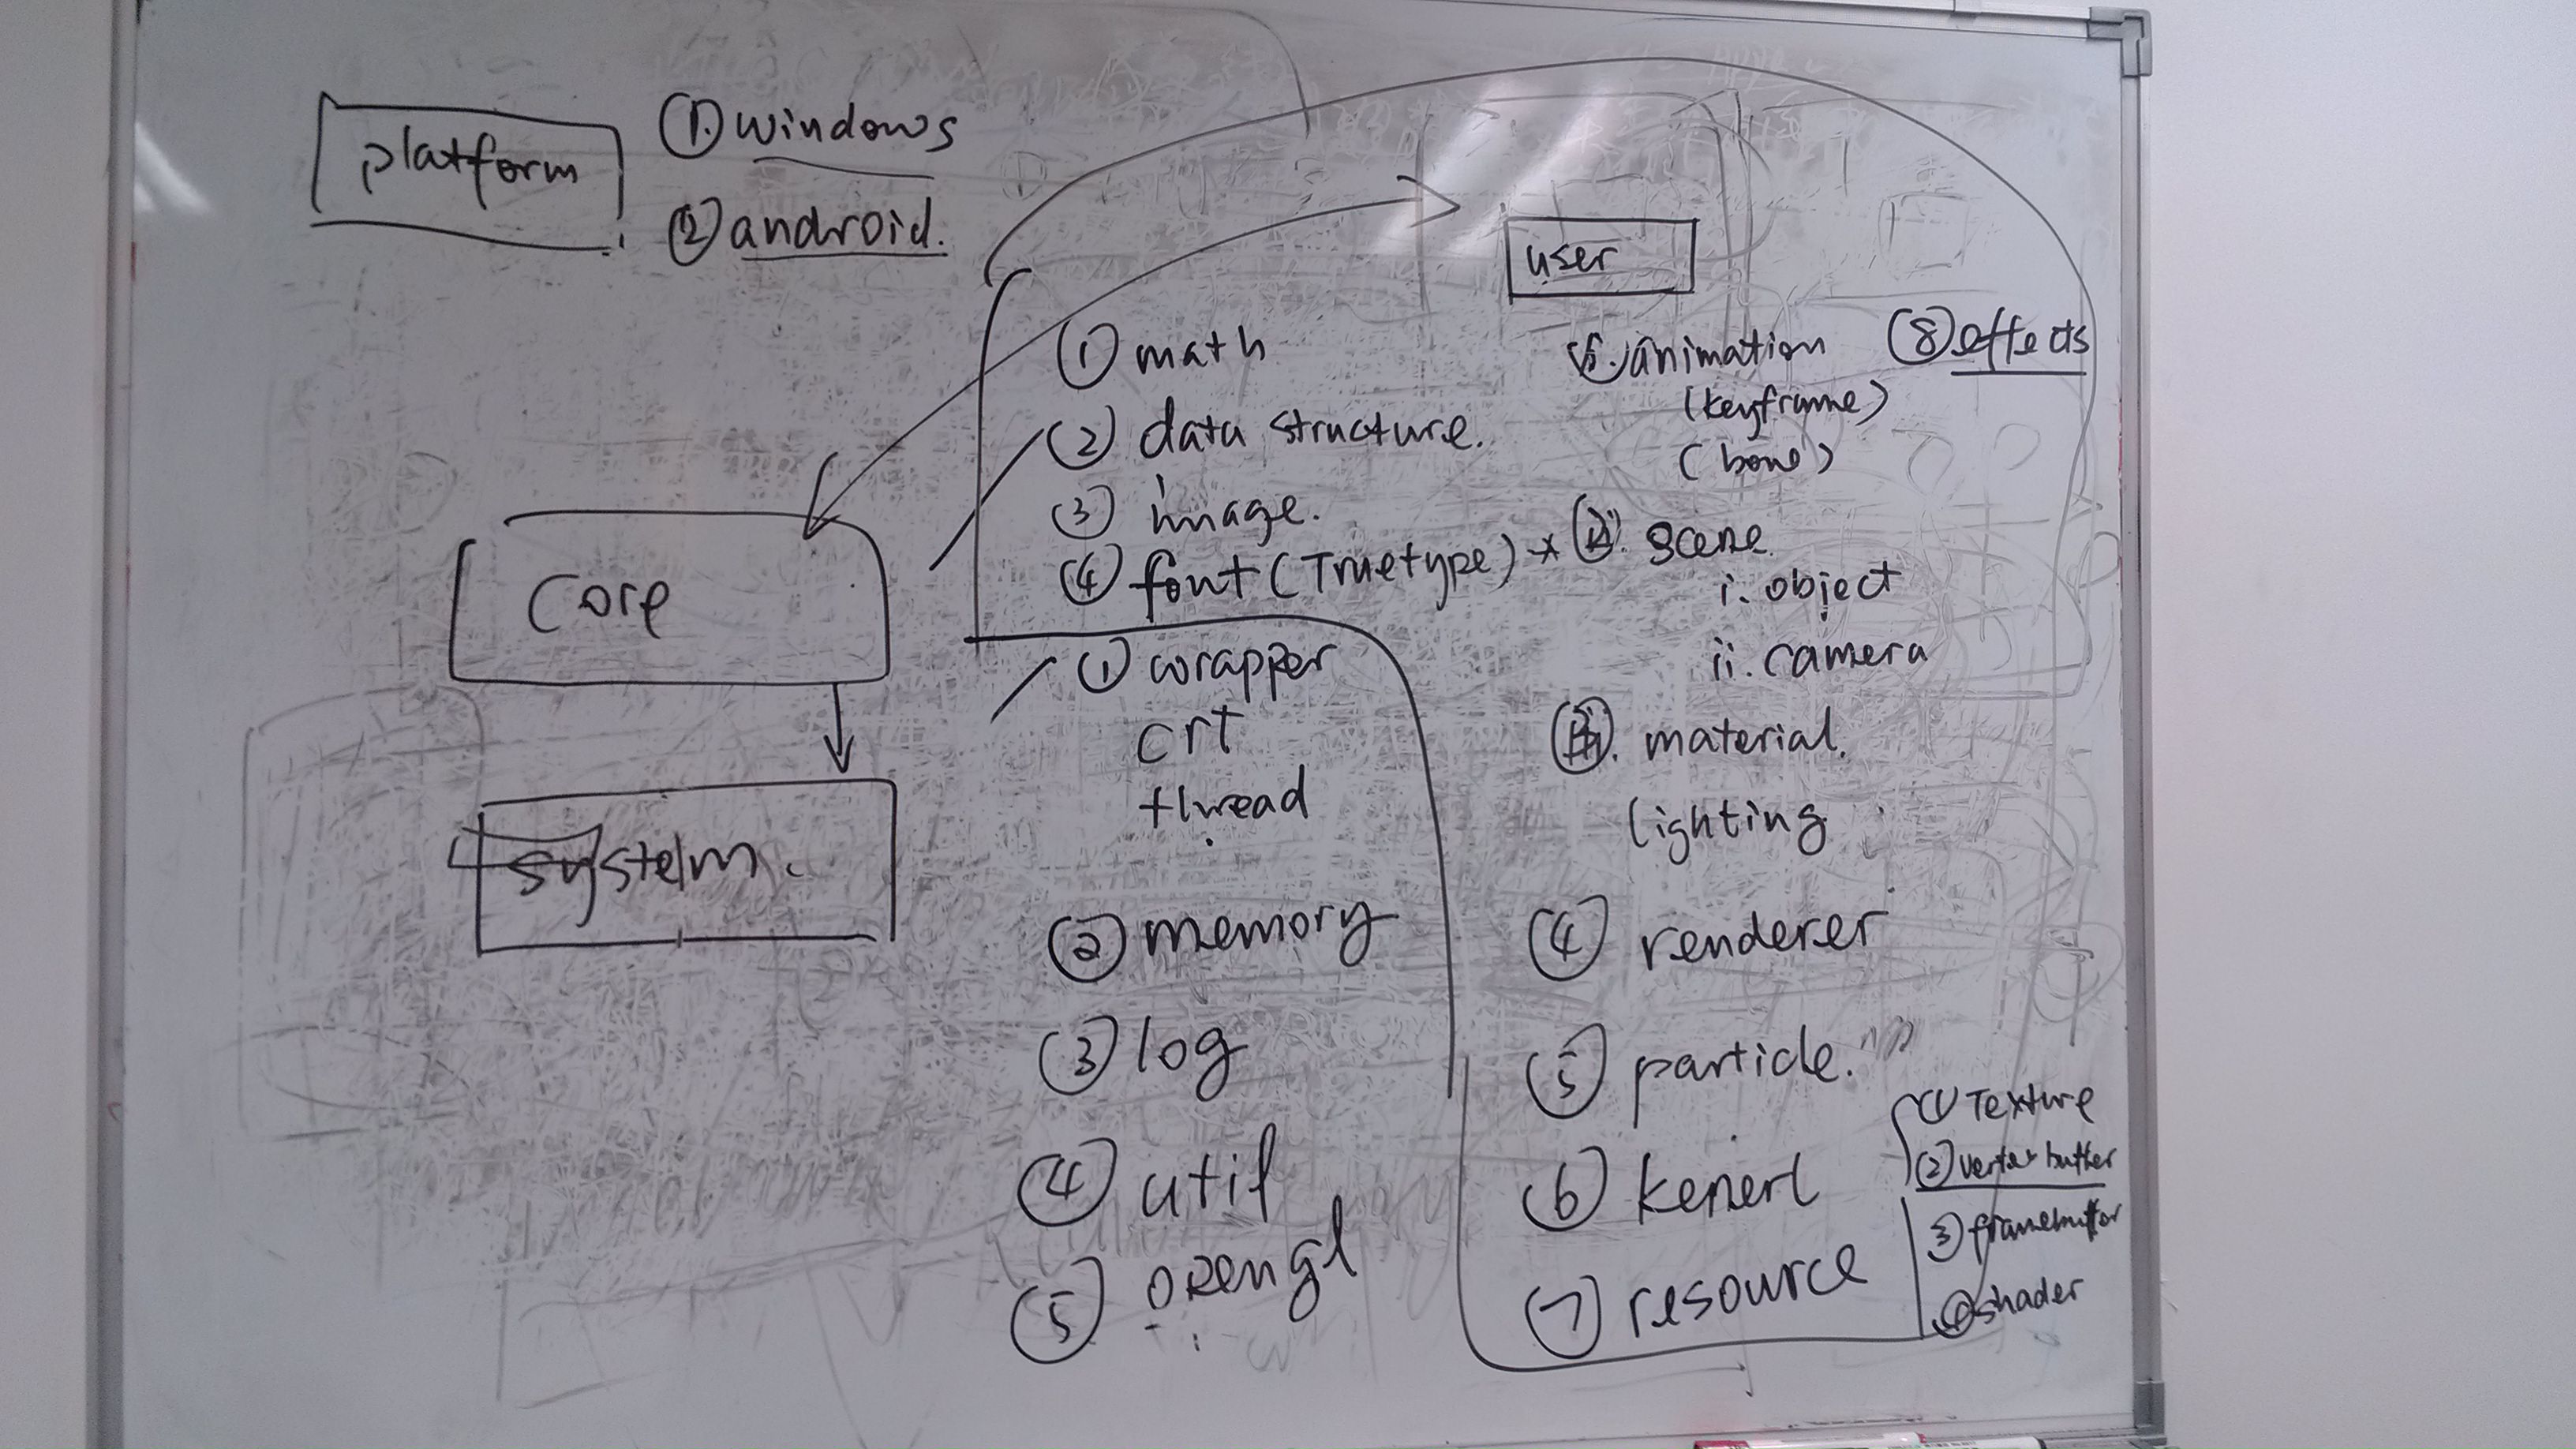 platform
① windows
② android.
user
① math
② data structure.
③ image.
④ font (Truetype) *
animation
(keyframe)
(bone)
⑧ effects
scene.
i. object
ii. camera
material.
lighting
④ renderer
⑤ particle.
⑥ kenerl
⑦ resource
① Texture
② vertex buffer
③ framebuffer
④ shader
core
system.
① wrapper
crt
thread
② memory
③ log
④ util
⑤ opengl